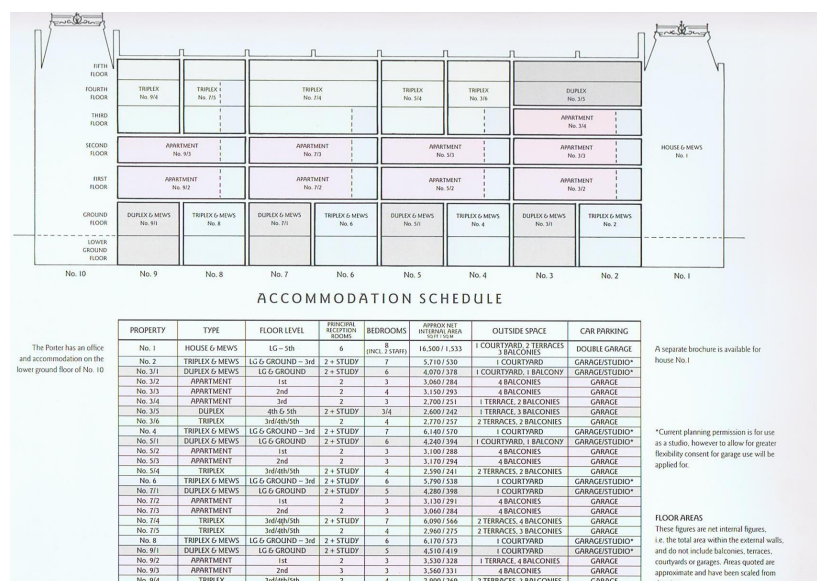 FIFTH
FLOOR
FOURTH
FLOOR
TRIPLEX
No. 9/4
TRIPLEX
No. 7/5
TRIPLEX
No. 7/4
TRIPLEX
No. 5/4
TRIPLEX
No. 3/6
DUPLEX
No. 3/5
THIRD
FLOOR
APARTMENT
No. 3/4
SECOND
FLOOR
APARTMENT
No. 9/3
APARTMENT
No. 7/3
APARTMENT
No. 5/3
APARTMENT
No. 3/3
HOUSE & MEWS
No. 1
FIRST
FLOOR
APARTMENT
No. 9/2
APARTMENT
No. 7/2
APARTMENT
No. 5/2
APARTMENT
No. 3/2
GROUND
FLOOR
DUPLEX & MEWS
No. 9/1
TRIPLEX & MEWS
No. 8
DUPLEX & MEWS
No. 7/1
TRIPLEX & MEWS
No. 6
DUPLEX & MEWS
No. 5/1
TRIPLEX & MEWS
No. 4
DUPLEX & MEWS
No. 3/1
TRIPLEX & MEWS
No. 2
LOWER
GROUND
FLOOR
No. 10 No. 9 No. 8 No. 7 No. 6 No. 5 No. 4 No. 3 No. 2 No. 1
ACCOMMODATION SCHEDULE
The Porter has an office
and accommodation on the
lower ground floor of No. 10
PROPERTY TYPE FLOOR LEVEL PRINCIPAL RECEPTION ROOMS BEDROOMS APPROX NET INTERNAL AREA SQ FT / SQ M OUTSIDE SPACE CAR PARKING
No. 1 HOUSE & MEWS LG – 5th 6 8 (INCL. 2 STAFF) 16,500 / 1,533 1 COURTYARD, 2 TERRACES 3 BALCONIES DOUBLE GARAGE
No. 2 TRIPLEX & MEWS LG & GROUND – 3rd 2 + STUDY 7 5,710 / 530 1 COURTYARD GARAGE/STUDIO*
No. 3/1 DUPLEX & MEWS LG & GROUND 2 + STUDY 6 4,070 / 378 1 COURTYARD, 1 BALCONY GARAGE/STUDIO*
No. 3/2 APARTMENT 1st 2 3 3,060 / 284 4 BALCONIES GARAGE
No. 3/3 APARTMENT 2nd 2 4 3,150 / 293 4 BALCONIES GARAGE
No. 3/4 APARTMENT 3rd 2 3 2,700 / 251 1 TERRACE, 2 BALCONIES GARAGE
No. 3/5 DUPLEX 4th & 5th 2 + STUDY 3/4 2,600 / 242 1 TERRACE, 3 BALCONIES GARAGE
No. 3/6 TRIPLEX 3rd/4th/5th 2 4 2,770 / 257 2 TERRACES, 2 BALCONIES GARAGE
No. 4 TRIPLEX & MEWS LG & GROUND – 3rd 2 + STUDY 7 6,140 / 570 1 COURTYARD GARAGE/STUDIO*
No. 5/1 DUPLEX & MEWS LG & GROUND 2 + STUDY 6 4,240 / 394 1 COURTYARD, 1 BALCONY GARAGE/STUDIO*
No. 5/2 APARTMENT 1st 2 3 3,100 / 288 4 BALCONIES GARAGE
No. 5/3 APARTMENT 2nd 2 3 3,170 / 294 4 BALCONIES GARAGE
No. 5/4 TRIPLEX 3rd/4th/5th 2 4 2,590 / 241 2 TERRACES, 2 BALCONIES GARAGE
No. 6 TRIPLEX & MEWS LG & GROUND – 3rd 2 + STUDY 6 5,790 / 538 1 COURTYARD GARAGE/STUDIO*
No. 7/1 DUPLEX & MEWS LG & GROUND 2 + STUDY 5 4,280 / 398 1 COURTYARD GARAGE/STUDIO*
No. 7/2 APARTMENT 1st 2 3 3,130 / 291 4 BALCONIES GARAGE
No. 7/3 APARTMENT 2nd 2 3 3,060 / 284 4 BALCONIES GARAGE
No. 7/4 TRIPLEX 3rd/4th/5th 2 + STUDY 7 6,090 / 566 2 TERRACES, 4 BALCONIES GARAGE
No. 7/5 TRIPLEX 3rd/4th/5th 2 4 2,960 / 275 2 TERRACES, 3 BALCONIES GARAGE
No. 8 TRIPLEX & MEWS LG & GROUND – 3rd 2 + STUDY 6 6,170 / 573 1 COURTYARD GARAGE/STUDIO*
No. 9/1 DUPLEX & MEWS LG & GROUND 2 + STUDY 5 4,510 / 419 1 COURTYARD GARAGE/STUDIO*
No. 9/2 APARTMENT 1st 2 3 3,530 / 328 1 TERRACE, 4 BALCONIES GARAGE
No. 9/3 APARTMENT 2nd 2 3 3,560 / 331 4 BALCONIES GARAGE
No. 9/4 TRIPLEX 3rd/4th/5th 2 4 2,900 / 269 2 TERRACES, 2 BALCONIES GARAGE
A separate brochure is available for
house No.1
*Current planning permission is for use
as a studio, however to allow for greater
flexibility consent for garage use will be
applied for.
FLOOR AREAS
These figures are net internal figures,
i.e. the total area within the external walls,
and do not include balconies, terraces,
courtyards or garages. Areas quoted are
approximate and have been scaled from